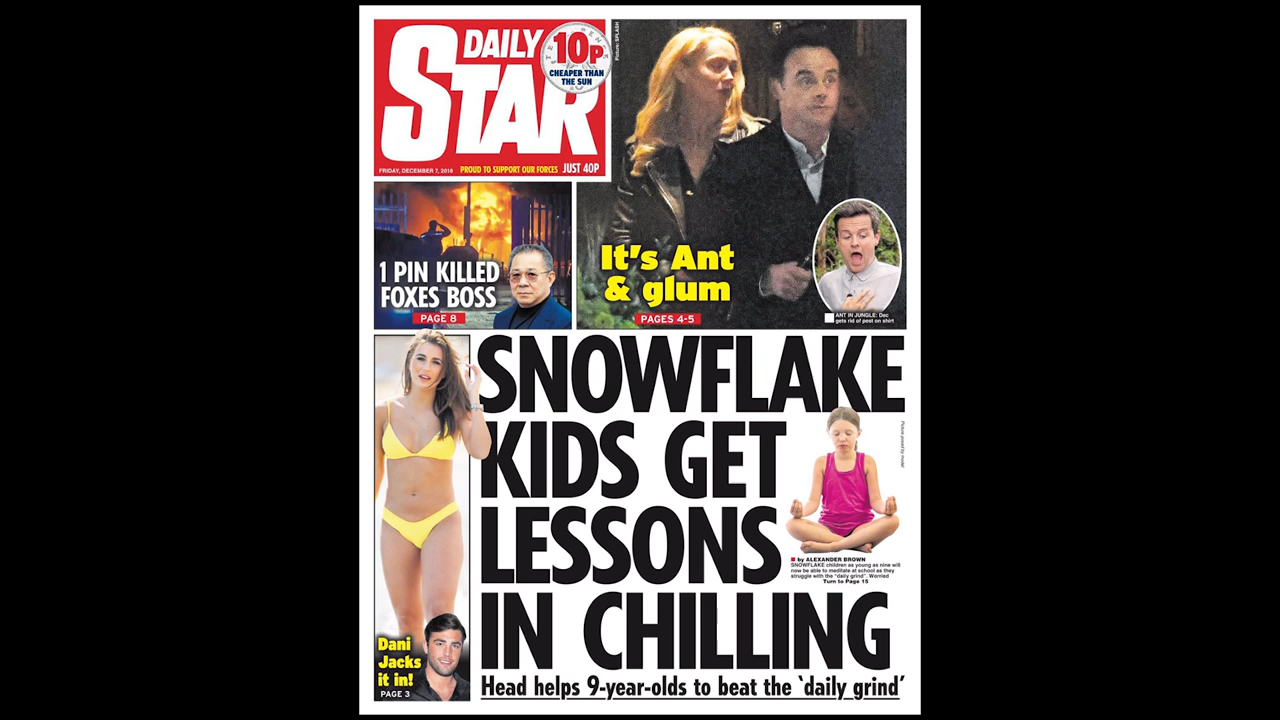 DAILY
STAR
10p
CHEAPER THAN
THE SUN
FRIDAY, DECEMBER 7, 2018
PROUD TO SUPPORT OUR FORCES
JUST 40P
Picture: SPLASH
1 PIN KILLED
FOXES BOSS
PAGE 8
It's Ant
& glum
PAGES 4-5
ANT IN JUNGLE: Dec
gets rid of pest on shirt
SNOWFLAKE
KIDS GET
LESSONS
IN CHILLING
Picture posed by model
by ALEXANDER BROWN
SNOWFLAKE children as young as nine will
now be able to meditate at school as they
struggle with the "daily grind". Worried
Turn to Page 15
Head helps 9-year-olds to beat the 'daily grind'
Dani
Jacks
it in!
PAGE 3